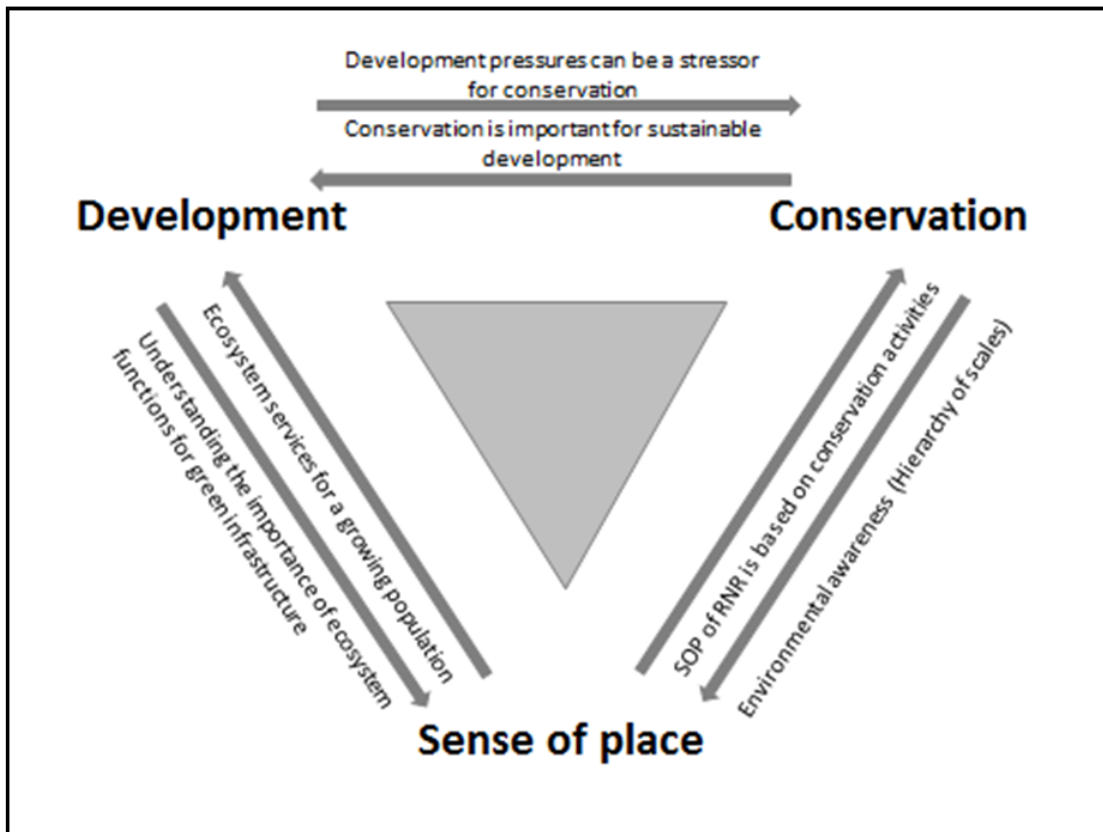 Development pressures can be a stressor
for conservation
Conservation is important for sustainable
development
Development
Conservation
Ecosystem services for a growing population
Understanding the importance of ecosystem
functions for green infrastructure
SOP of RNR is based on conservation activities
Environmental awareness (Hierarchy of scales)
Sense of place